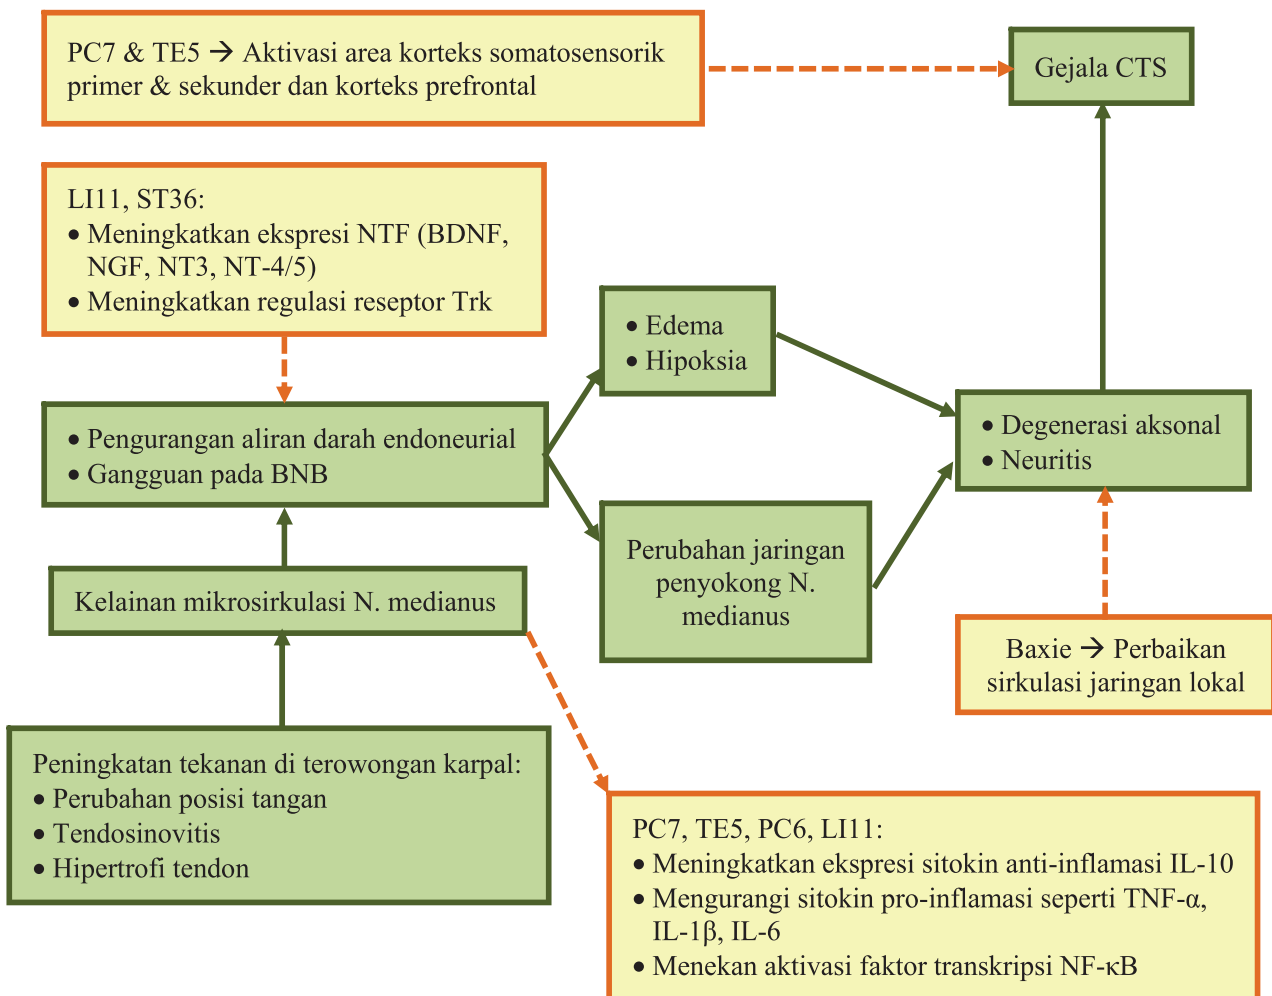 PC7 & TE5 → Aktivasi area korteks somatosensorik
primer & sekunder dan korteks prefrontal
Gejala CTS
LI11, ST36:
• Meningkatkan ekspresi NTF (BDNF,
NGF, NT3, NT-4/5)
• Meningkatkan regulasi reseptor Trk
• Edema
• Hipoksia
• Pengurangan aliran darah endoneurial
• Gangguan pada BNB
• Degenerasi aksonal
• Neuritis
Perubahan jaringan
penyokong N.
medianus
Kelainan mikrosirkulasi N. medianus
Baxie → Perbaikan
sirkulasi jaringan lokal
Peningkatan tekanan di terowongan karpal:
• Perubahan posisi tangan
• Tendosinovitis
• Hipertrofi tendon
PC7, TE5, PC6, LI11:
• Meningkatkan ekspresi sitokin anti-inflamasi IL-10
• Mengurangi sitokin pro-inflamasi seperti TNF-α,
IL-1β, IL-6
• Menekan aktivasi faktor transkripsi NF-κB